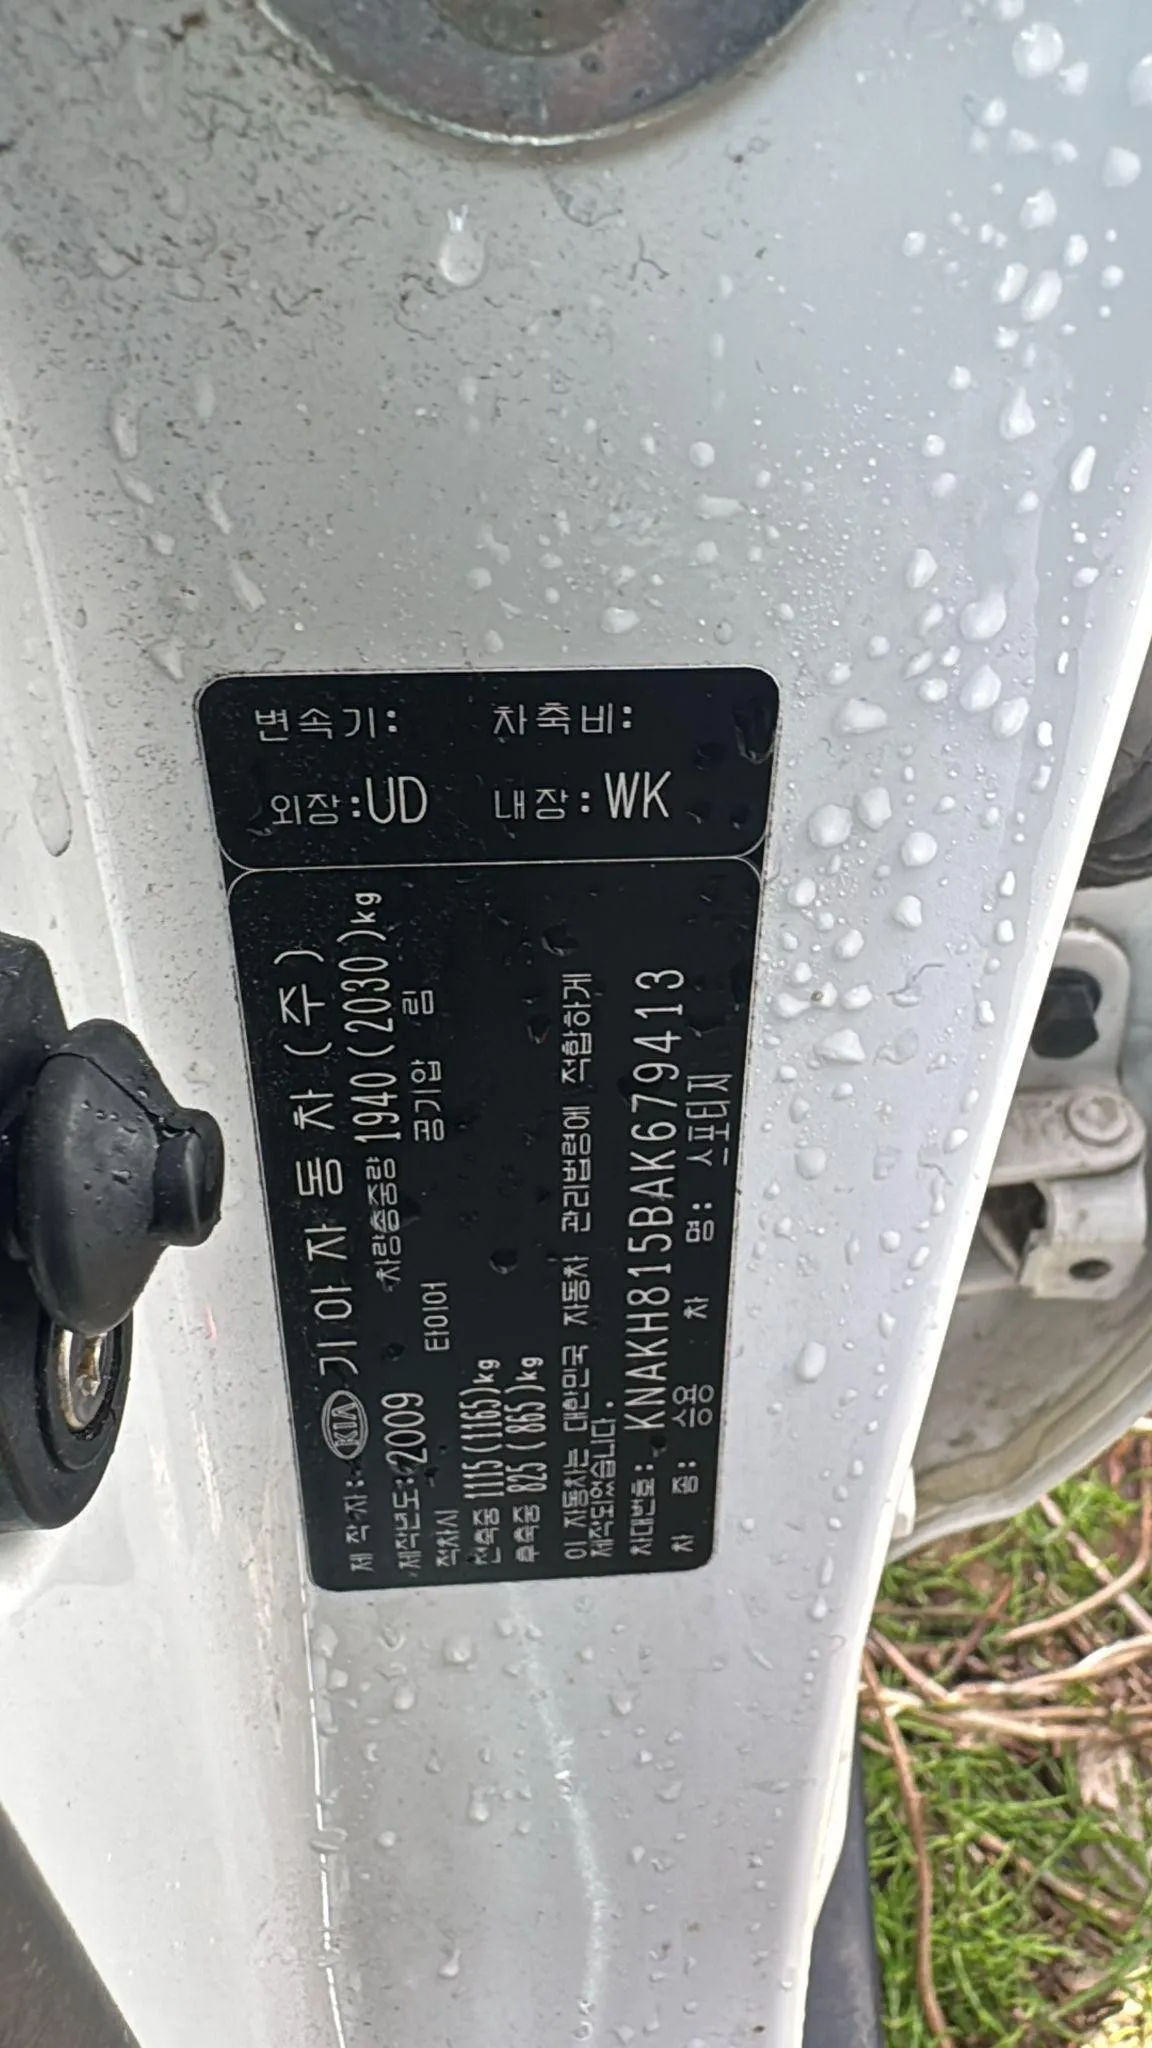 변속기: 차축비:
외장:UD 내장:WK
제 작 자: KIA 기아자동차(주)
제작년도:2009 차량총중량 1940(2030)kg
적차시 타이어 공기압 림
전축중 1115(1165)kg
후축중 825( 865)kg
이 자동차는 대한민국 자동차 관리법령에 적합하게
제작되었습니다.
차대번호: KNAKH815BAK679413
차 종: 승용 차 명: 스포티지